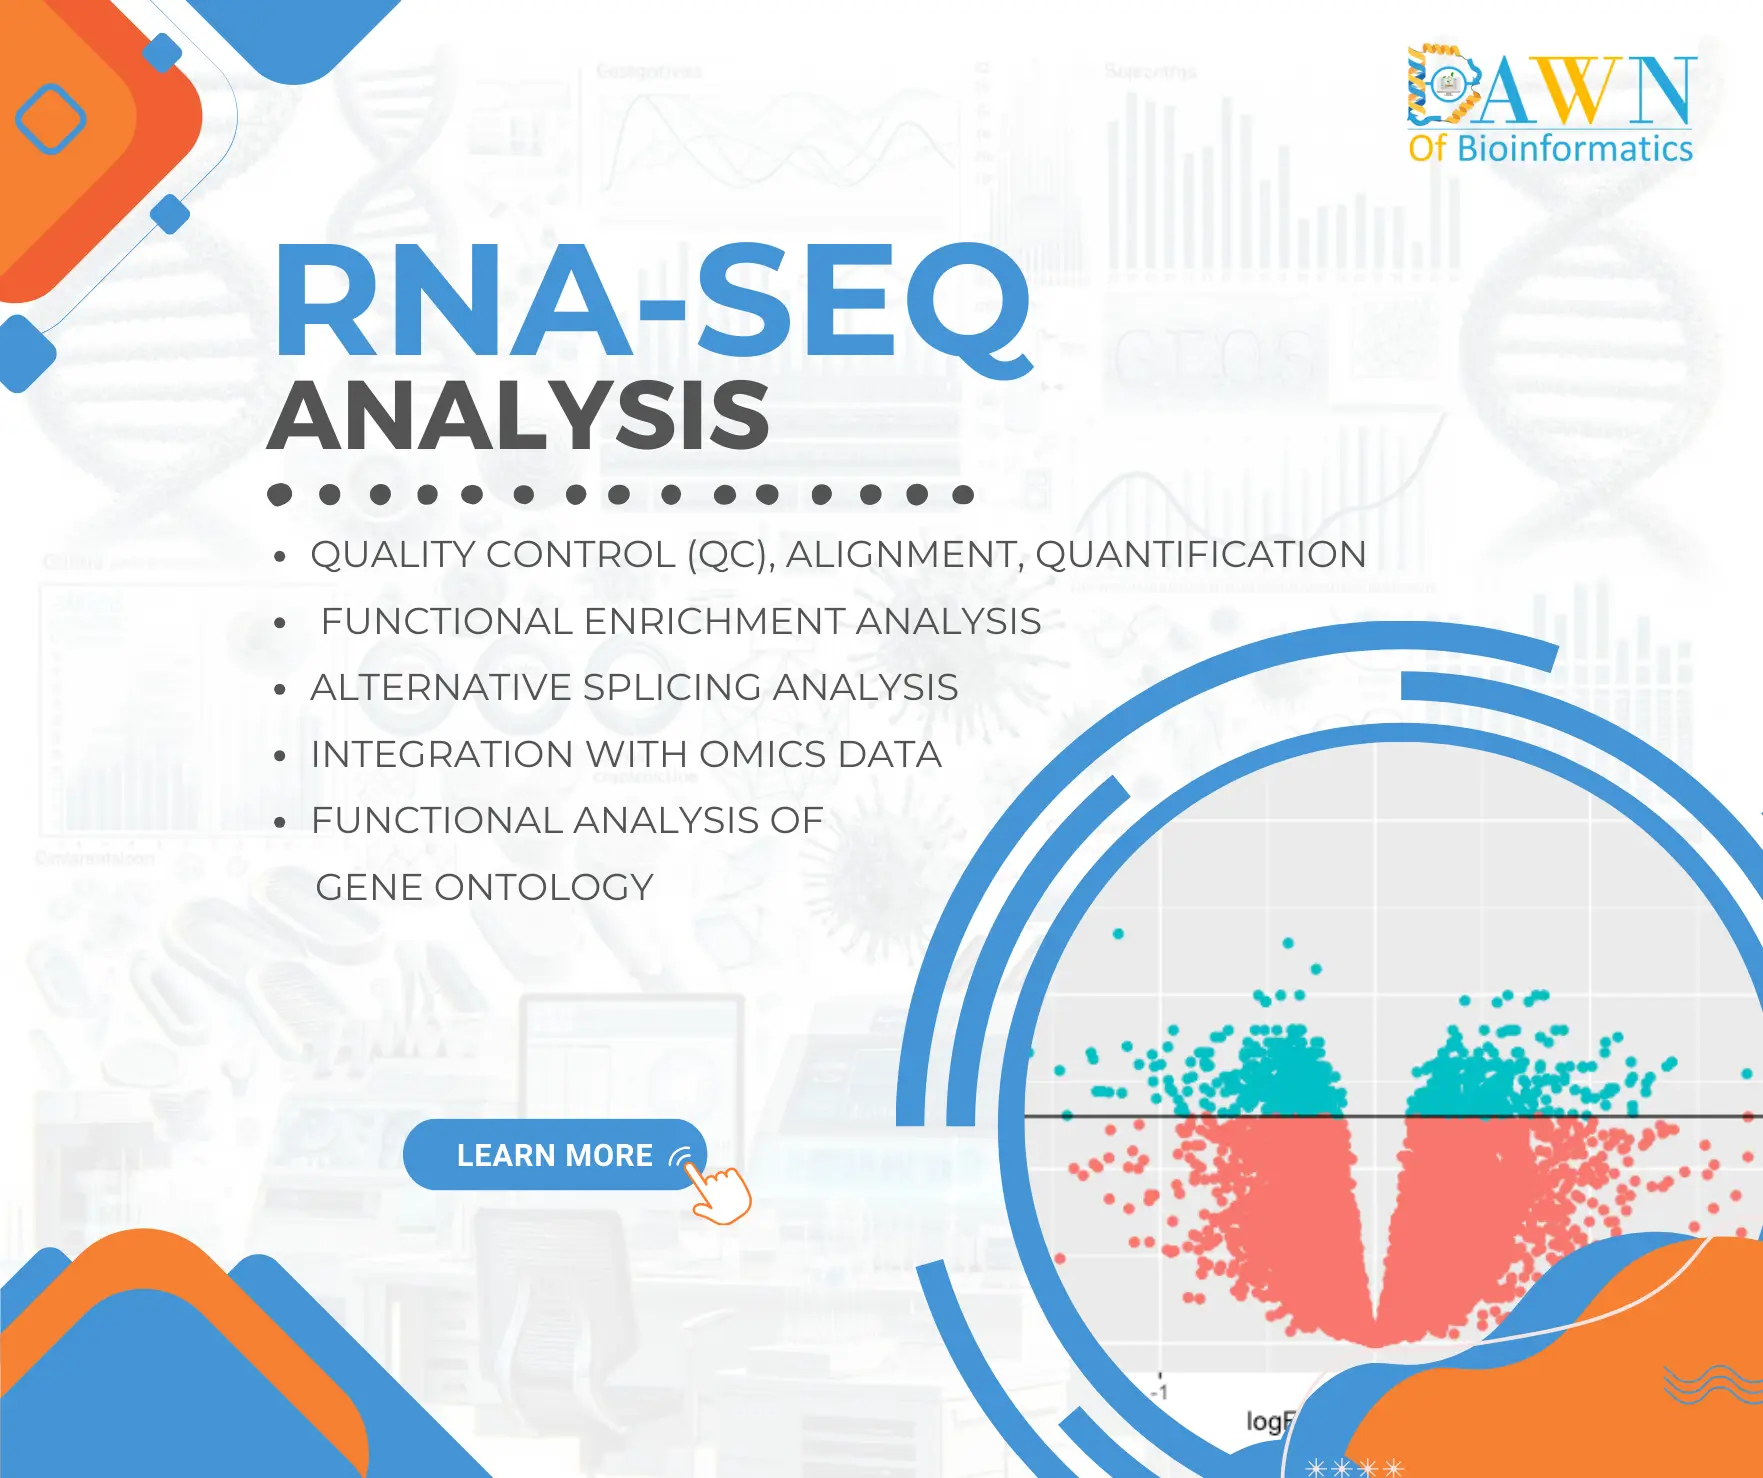 DAWN
Of Bioinformatics
RNA-SEQ
ANALYSIS
• QUALITY CONTROL (QC), ALIGNMENT, QUANTIFICATION
• FUNCTIONAL ENRICHMENT ANALYSIS
• ALTERNATIVE SPLICING ANALYSIS
• INTEGRATION WITH OMICS DATA
• FUNCTIONAL ANALYSIS OF
GENE ONTOLOGY
LEARN MORE
-1
logF